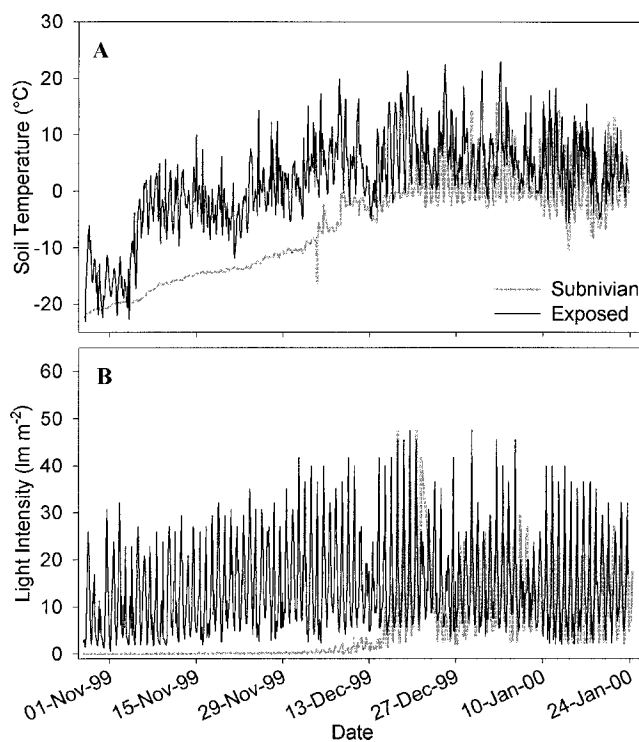 30
A
20
10
0
-10
-20
Soil Temperature (°C)
Subnivian
Exposed
60
B
50
40
30
20
10
0
Light Intensity (lm m-2)
01-Nov-99
15-Nov-99
29-Nov-99
13-Dec-99
27-Dec-99
10-Jan-00
24-Jan-00
Date